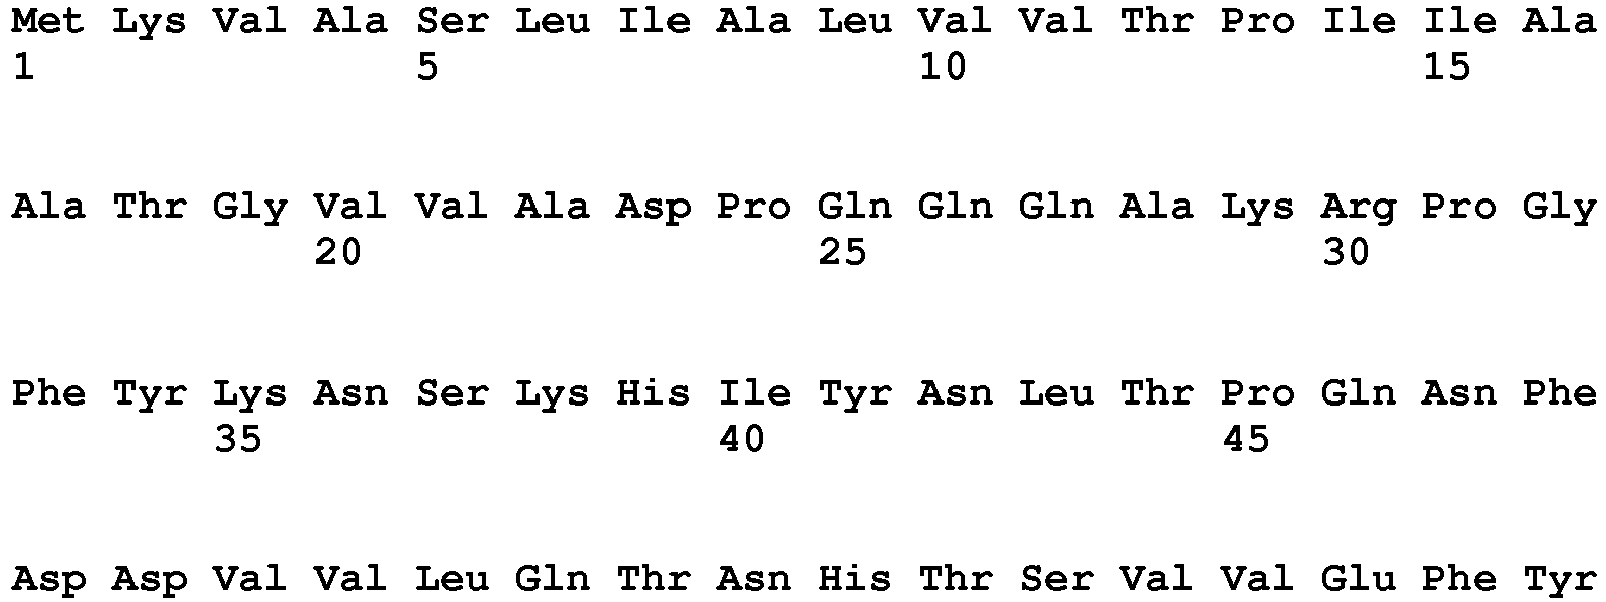 Met Lys Val Ala Ser Leu Ile Ala Leu Val Val Thr Pro Ile Ile Ala
1 5 10 15
Ala Thr Gly Val Val Ala Asp Pro Gln Gln Gln Ala Lys Arg Pro Gly
20 25 30
Phe Tyr Lys Asn Ser Lys His Ile Tyr Asn Leu Thr Pro Gln Asn Phe
35 40 45
Asp Asp Val Val Leu Gln Thr Asn His Thr Ser Val Val Glu Phe Tyr